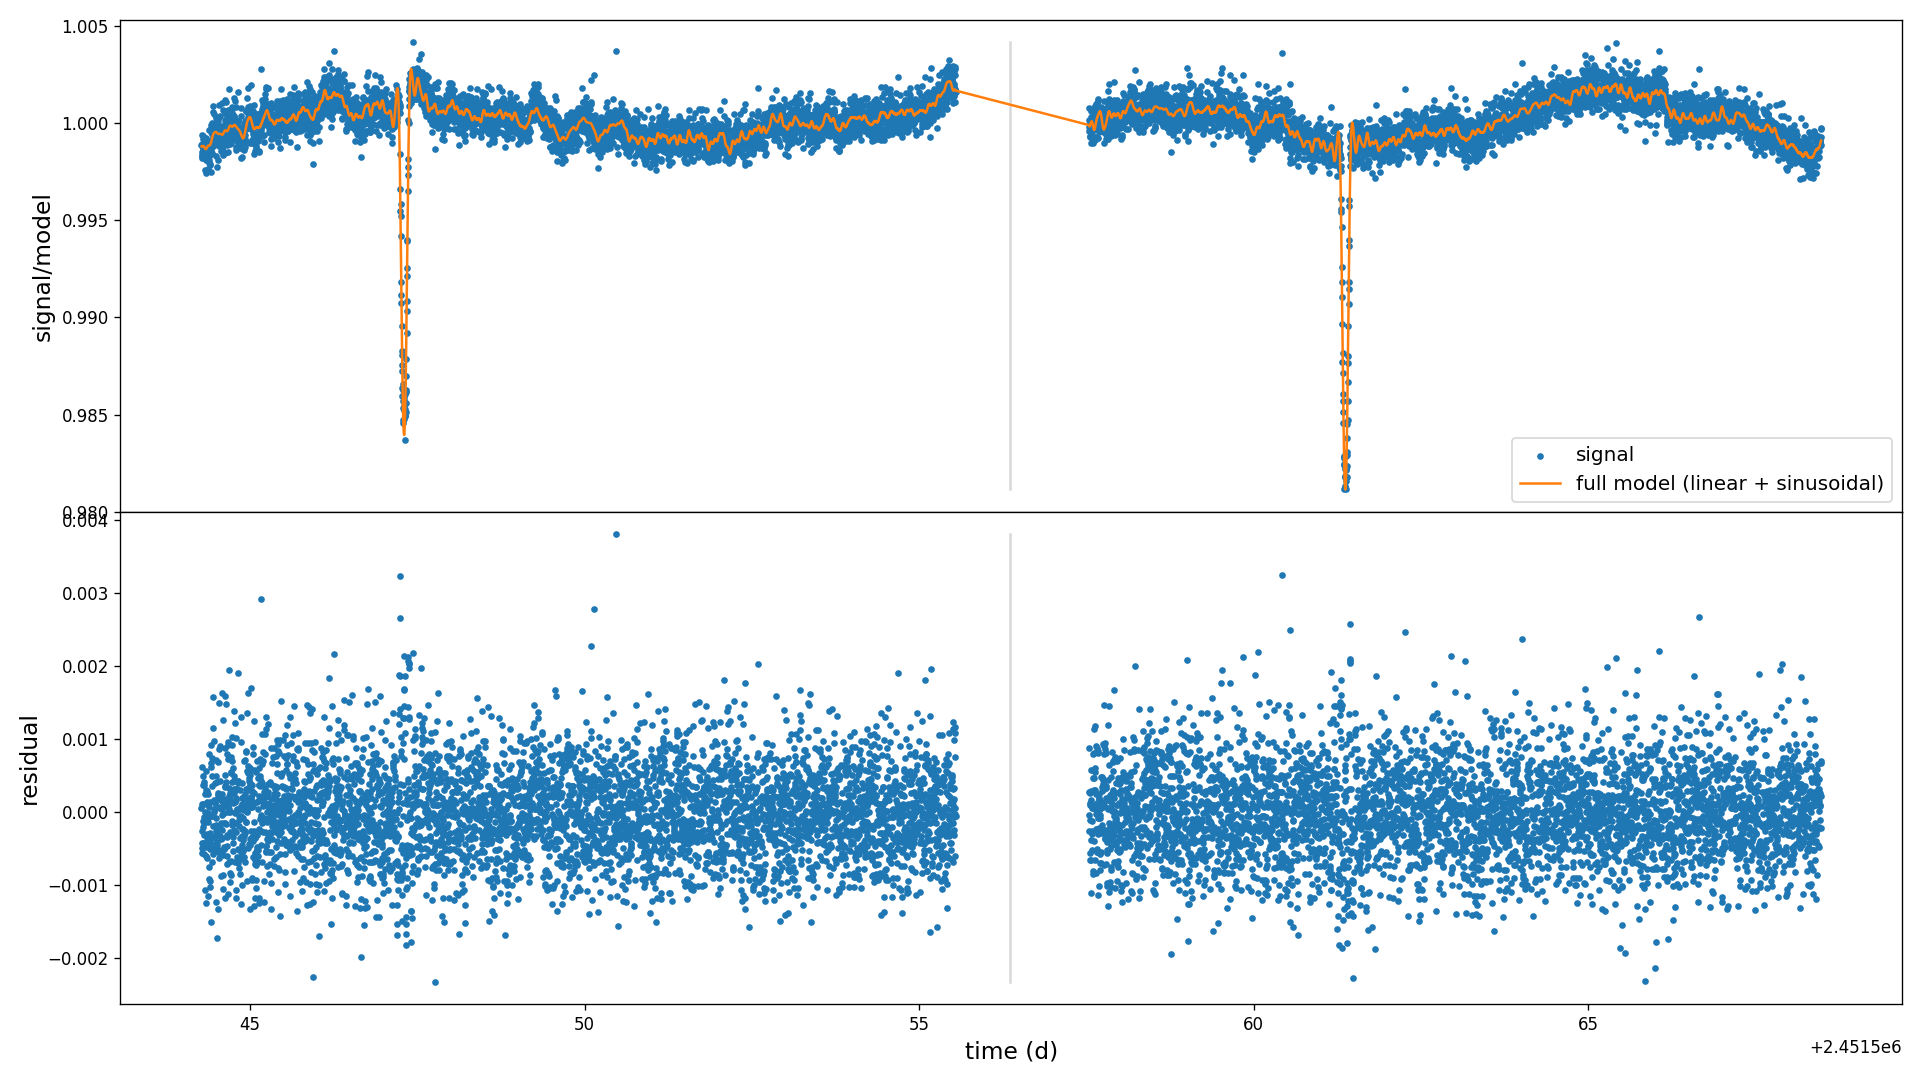 1.005
1.000
0.995
0.990
0.985
0.980
signal/model
signal
full model (linear + sinusoidal)
0.004
0.003
0.002
0.001
0.000
−0.001
−0.002
residual
45 50 55 60 65
time (d)
+2.4515e6